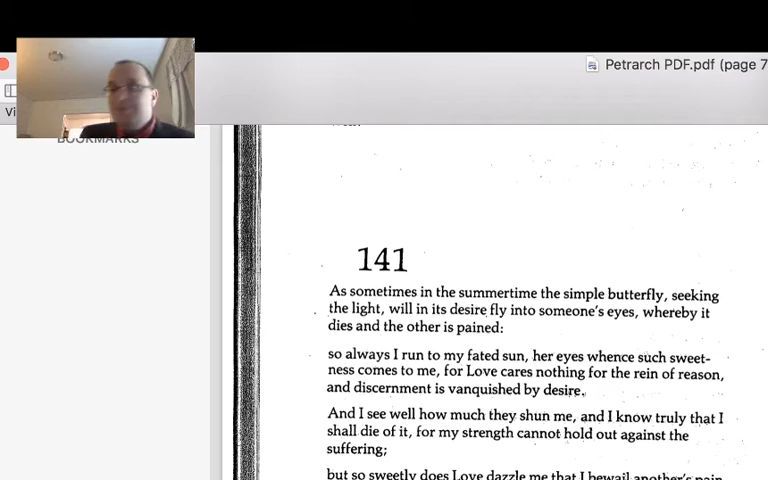 Petrarch PDF.pdf (page 7
Vi
BOOKMARKS
141
As sometimes in the summertime the simple butterfly, seeking
the light, will in its desire fly into someone's eyes, whereby it
dies and the other is pained:
so always I run to my fated sun, her eyes whence such sweet-
ness comes to me, for Love cares nothing for the rein of reason,
and discernment is vanquished by desire.
And I see well how much they shun me, and I know truly that I
shall die of it, for my strength cannot hold out against the
suffering;
but so sweetly does Love dazzle me that I bewail another's pain